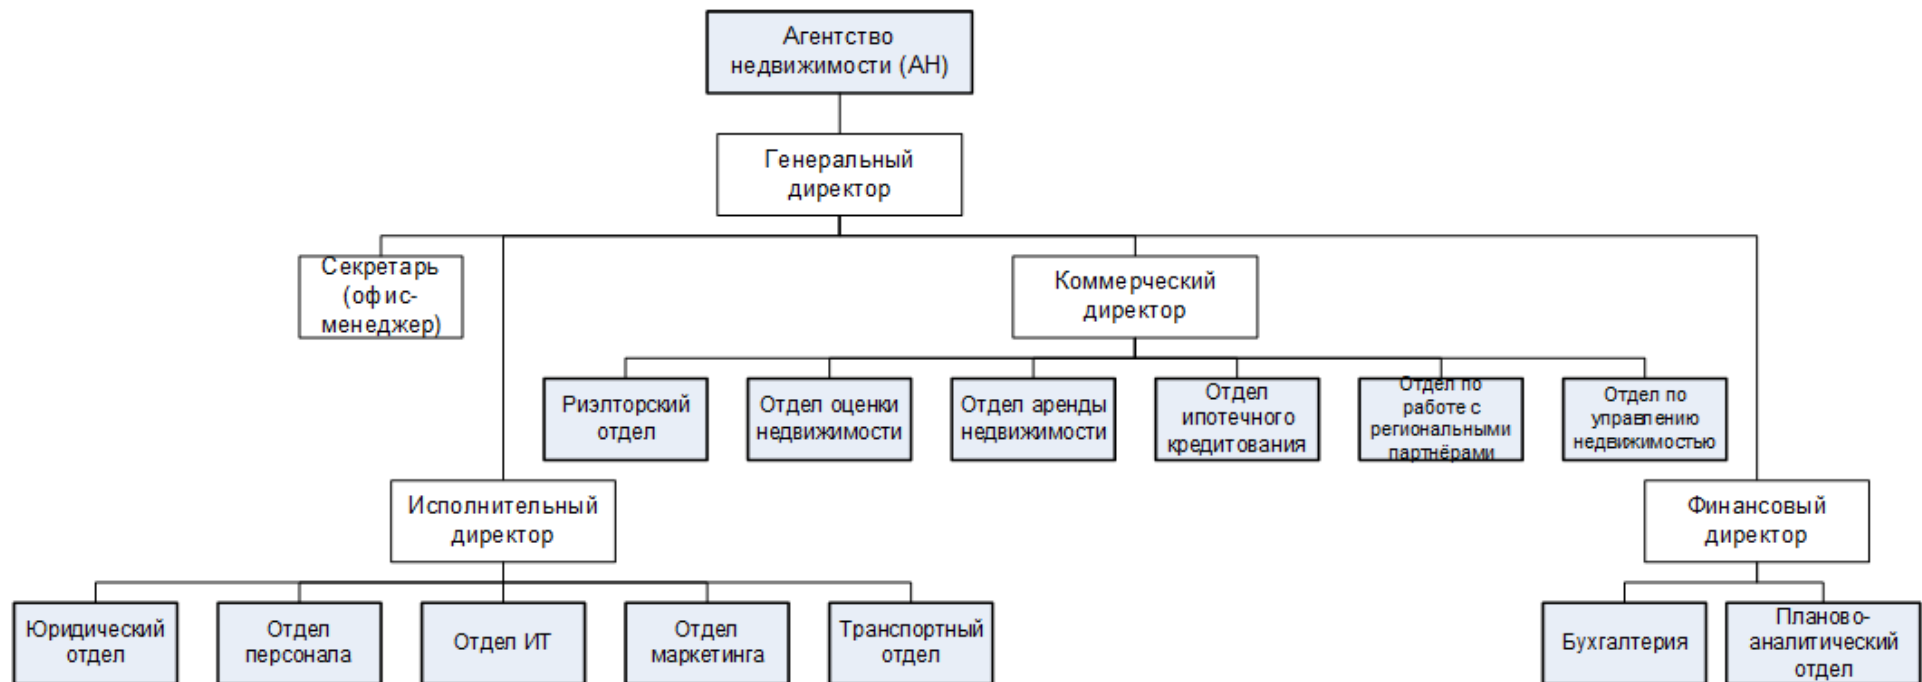 Агентство
недвижимости (АН)
Генеральный
директор
Секретарь
(офис-
менеджер)
Коммерческий
директор
Риэлторский
отдел
Отдел оценки
недвижимости
Отдел аренды
недвижимости
Отдел
ипотечного
кредитования
Отдел по
работе с
региональными
партнёрами
Отдел по
управлению
недвижимостью
Исполнительный
директор
Финансовый
директор
Юридический
отдел
Отдел
персонала
Отдел ИТ
Отдел
маркетинга
Транспортный
отдел
Бухгалтерия
Планово-
аналитический
отдел